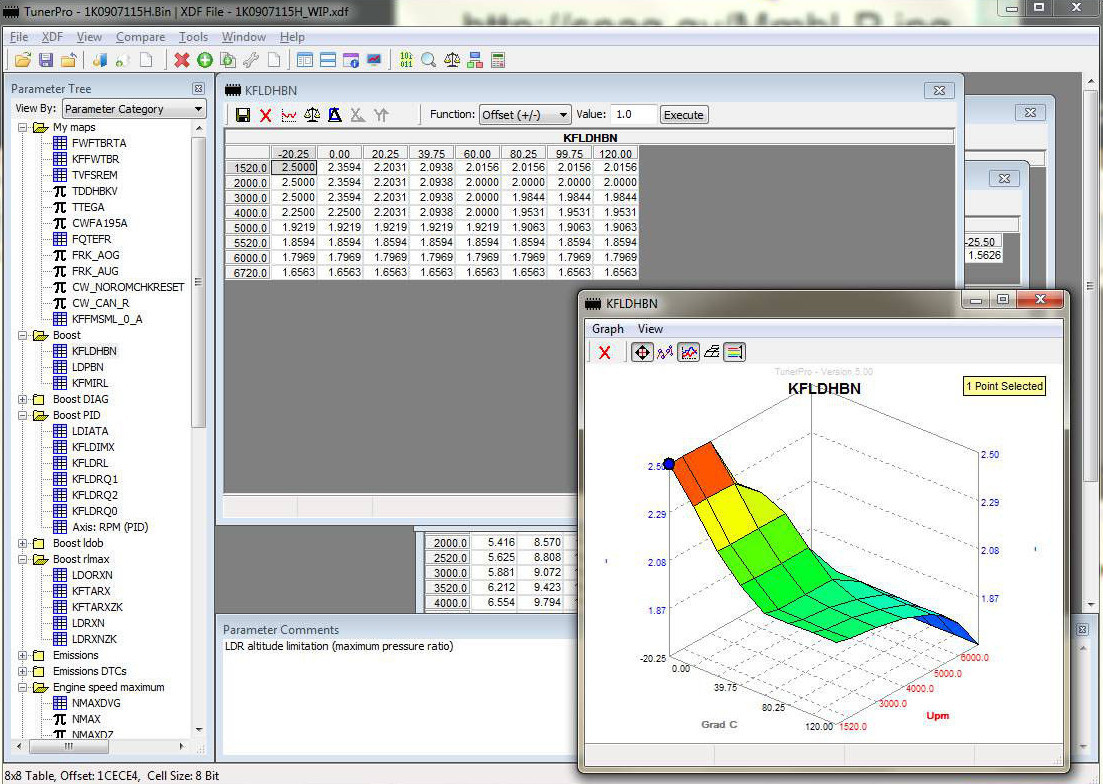 TunerPro - 1K0907115H.Bin | XDF File - 1K0907115H_WIP.xdf
File XDF View Compare Tools Window Help
Parameter Tree
View By: Parameter Category
My maps
FWFTBRTA
KFFWTBR
TVFSREM
TDDHBKV
TTEGA
CWFA195A
FQTEFR
FRK_AOG
FRK_AUG
CW_NOROMCHKRESET
CW_CAN_R
KFFMSML_0_A
Boost
KFLDHBN
LDPBN
KFMIRL
Boost DIAG
Boost PID
LDIATA
KFLDIMX
KFLDRL
KFLDRQ1
KFLDRQ2
KFLDRQ0
Axis: RPM (PID)
Boost ldob
Boost rlmax
LDORXN
KFTARX
KFTARXZK
LDRXN
LDRXNZK
Emissions
Emissions DTCs
Engine speed maximum
NMAXDVG
NMAX
NMAXDZ
KFLDHBN
Function: Offset (+/-) Value: 1.0 Execute
KFLDHBN
-20.25 0.00 20.25 39.75 60.00 80.25 99.75 120.00
1520.0 2.5000 2.3594 2.2031 2.0938 2.0156 2.0156 2.0156 2.0156
2000.0 2.5000 2.3594 2.2031 2.0938 2.0000 2.0000 2.0000 2.0000
3000.0 2.5000 2.3594 2.2031 2.0938 2.0000 1.9844 1.9844 1.9844
4000.0 2.2500 2.2500 2.2031 2.0938 2.0000 1.9531 1.9531 1.9531
5000.0 1.9219 1.9219 1.9219 1.9219 1.9219 1.9063 1.9063 1.9063
5520.0 1.8594 1.8594 1.8594 1.8594 1.8594 1.8594 1.8594 1.8594
6000.0 1.7969 1.7969 1.7969 1.7969 1.7969 1.7969 1.7969 1.7969
6720.0 1.6563 1.6563 1.6563 1.6563 1.6563 1.6563 1.6563 1.6563
-25.50
1.5626
2000.0 5.416 8.570
2520.0 5.625 8.808
3000.0 5.881 9.072
3520.0 6.212 9.423
4000.0 6.554 9.794
KFLDHBN
Graph View
TunerPro - Version 5.00
KFLDHBN
1 Point Selected
2.50
2.29
2.08
1.87
-20.25
2.50
2.29
2.08
1.87
0.00
39.75
80.25
120.00
Grad C
1520.0
3000.0
4000.0
5000.0
6000.0
Upm
Parameter Comments
LDR altitude limitation (maximum pressure ratio)
8x8 Table, Offset: 1CECE4, Cell Size: 8 Bit